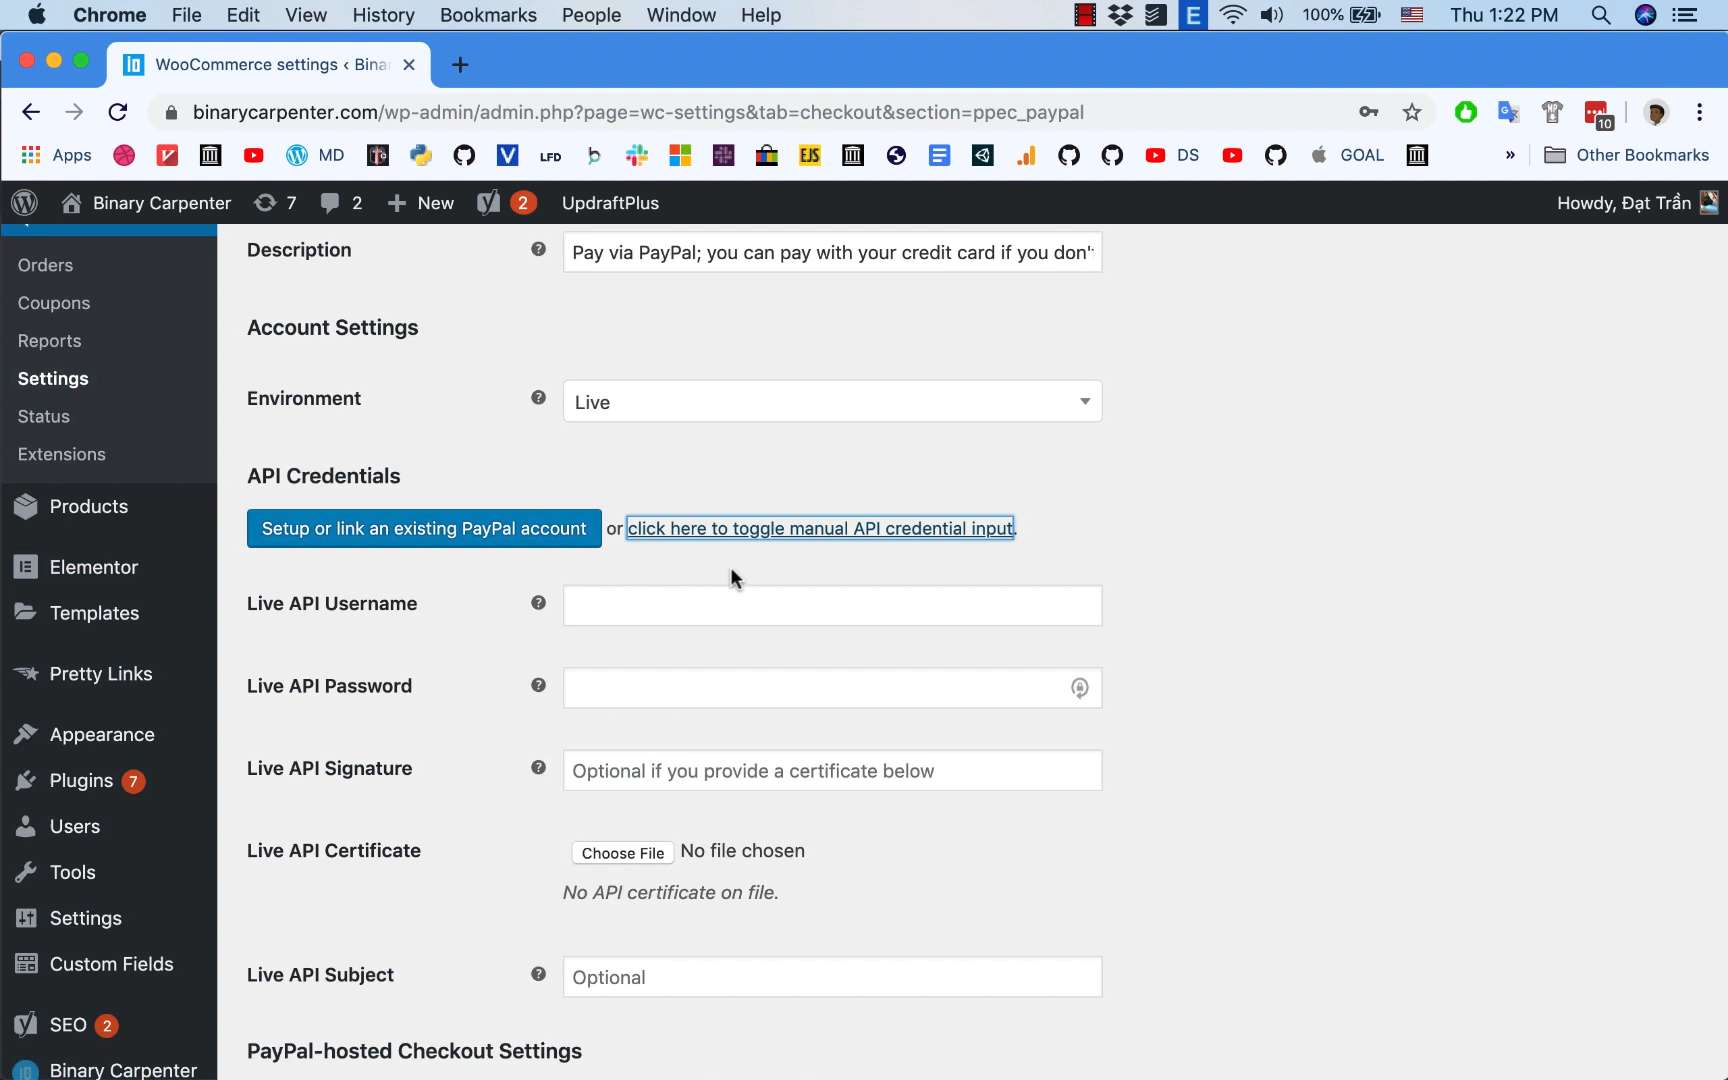 Chrome File Edit View History Bookmarks People Window Help 100% Thu 1:22 PM
WooCommerce settings ‹ Bina
binarycarpenter.com/wp-admin/admin.php?page=wc-settings&tab=checkout&section=ppec_paypal 10
Apps MD LFD EJS DS GOAL » Other Bookmarks
Binary Carpenter 7 2 New 2 UpdraftPlus Howdy, Đạt Trần
Orders
Coupons
Reports
Settings
Status
Extensions
Products
Elementor
Templates
Pretty Links
Appearance
Plugins 7
Users
Tools
Settings
Custom Fields
SEO 2
Binary Carpenter
Description Pay via PayPal; you can pay with your credit card if you don't
Account Settings
Environment Live
API Credentials
Setup or link an existing PayPal account or click here to toggle manual API credential input.
Live API Username
Live API Password
Live API Signature Optional if you provide a certificate below
Live API Certificate Choose File No file chosen
No API certificate on file.
Live API Subject Optional
PayPal-hosted Checkout Settings